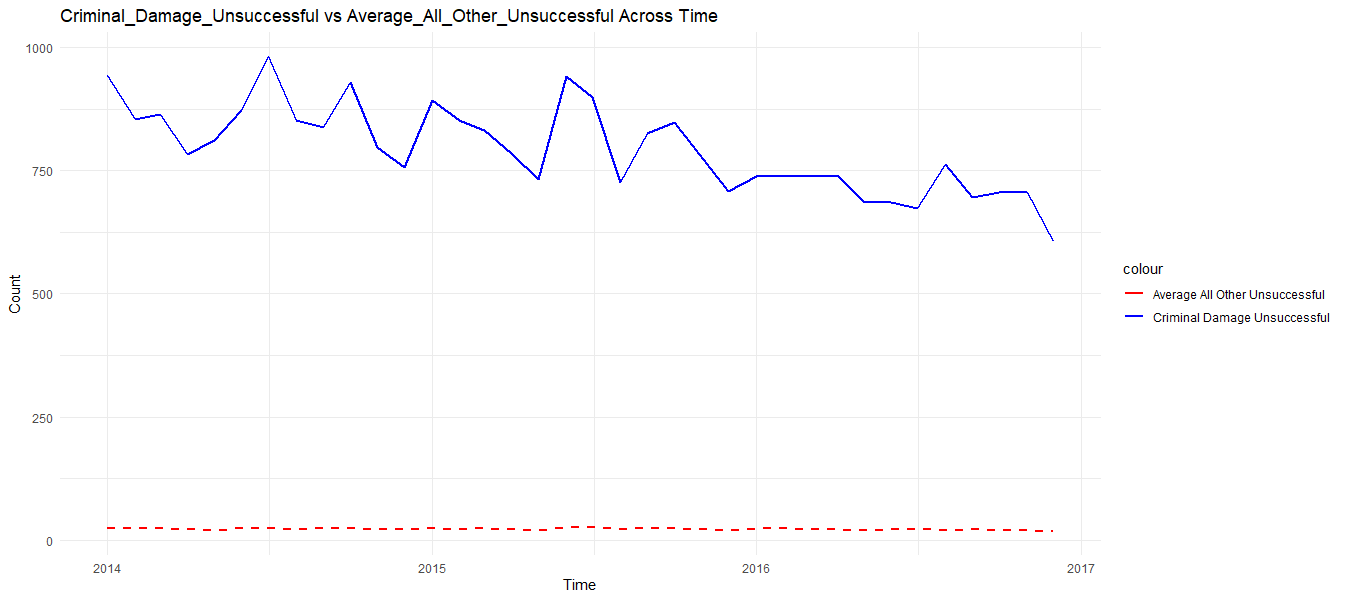 Criminal_Damage_Unsuccessful vs Average_All_Other_Unsuccessful Across Time
1000
750
500
250
0
Count
2014
2015
2016
2017
Time
colour
Average All Other Unsuccessful
Criminal Damage Unsuccessful